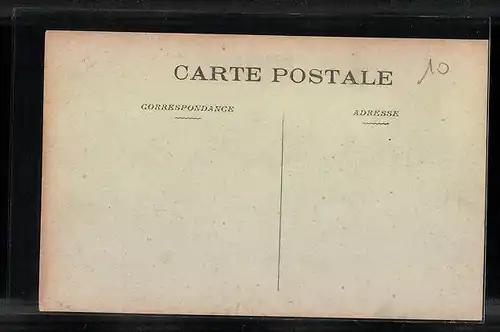 10
CARTE POSTALE
CORRESPONDANCE
ADRESSE